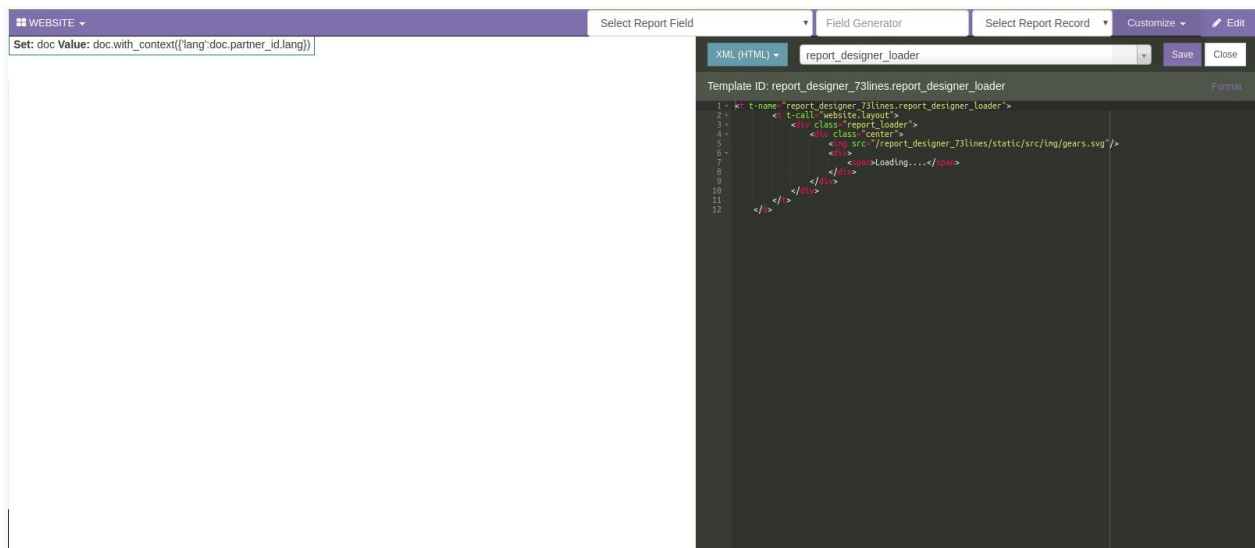 WEBSITE
Select Report Field
Field Generator
Select Report Record
Customize
Edit
Set: doc Value: doc.with_context({'lang':doc.partner_id.lang})
XML (HTML)
report_designer_loader
Save
Close
Template ID: report_designer_73lines.report_designer_loader
Format
1 <t t-name="report_designer_73lines.report_designer_loader">
2 <t t-call="website.layout">
3 <div class="report_loader">
4 <div class="center">
5 <img src="/report_designer_73lines/static/src/img/gears.svg"/>
6 <div>
7 <span>Loading....</span>
8 </div>
9 </div>
10 </div>
11 </t>
12 </t>